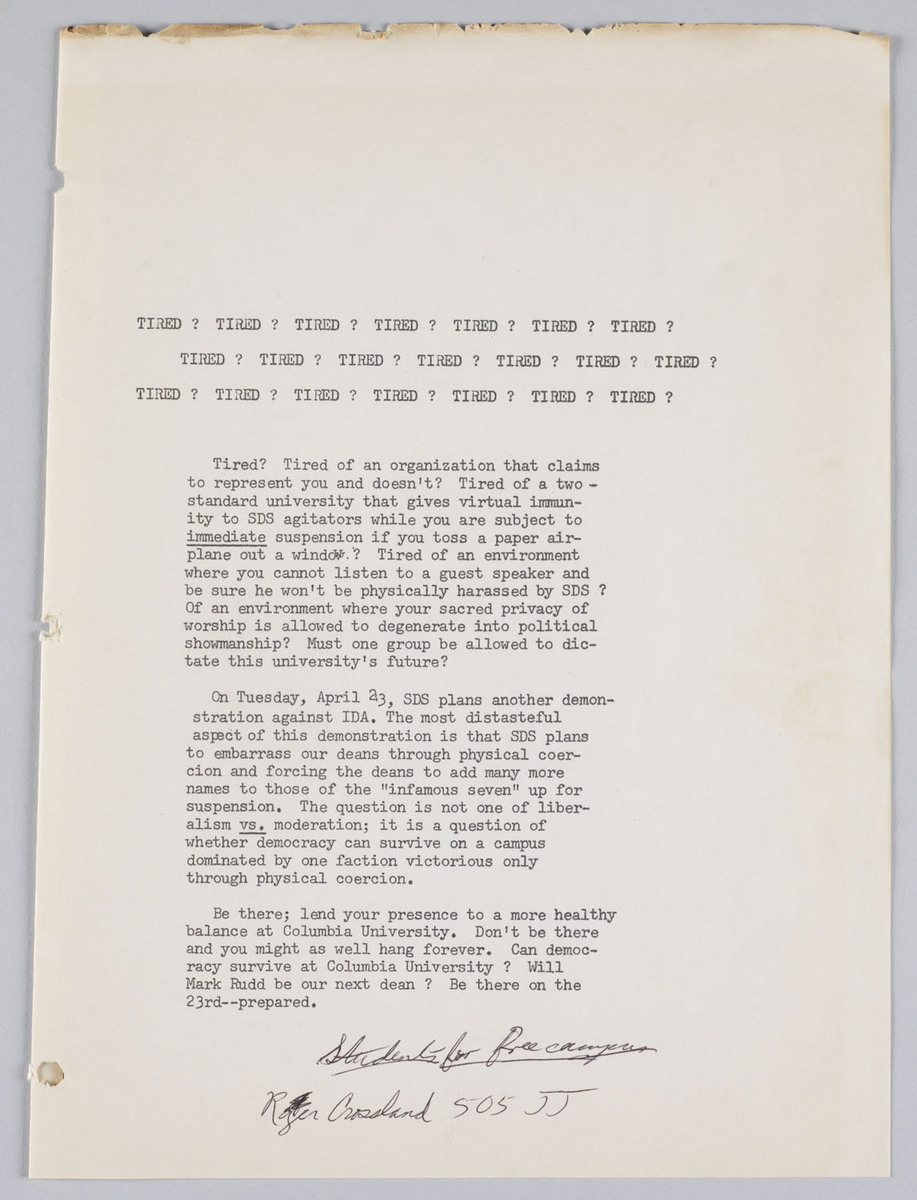 TIRED ? TIRED ? TIRED ? TIRED ? TIRED ? TIRED ? TIRED ?
TIRED ? TIRED ? TIRED ? TIRED ? TIRED ? TIRED ? TIRED ?
TIRED ? TIRED ? TIRED ? TIRED ? TIRED ? TIRED ? TIRED ?
Tired? Tired of an organization that claims
to represent you and doesn't? Tired of a two -
standard university that gives virtual immun-
ity to SDS agitators while you are subject to
immediate suspension if you toss a paper air-
plane out a window.? Tired of an environment
where you cannot listen to a guest speaker and
be sure he won't be physically harassed by SDS ?
Of an environment where your sacred privacy of
worship is allowed to degenerate into political
showmanship? Must one group be allowed to dic-
tate this university's future?
On Tuesday, April 23, SDS plans another demon-
stration against IDA. The most distasteful
aspect of this demonstration is that SDS plans
to embarrass our deans through physical coer-
cion and forcing the deans to add many more
names to those of the "infamous seven" up for
suspension. The question is not one of liber-
alism vs. moderation; it is a question of
whether democracy can survive on a campus
dominated by one faction victorious only
through physical coercion.
Be there; lend your presence to a more healthy
balance at Columbia University. Don't be there
and you might as well hang forever. Can democ-
racy survive at Columbia University ? Will
Mark Rudd be our next dean ? Be there on the
23rd--prepared.
Students for free campus
Roger Crossland 505 JJ